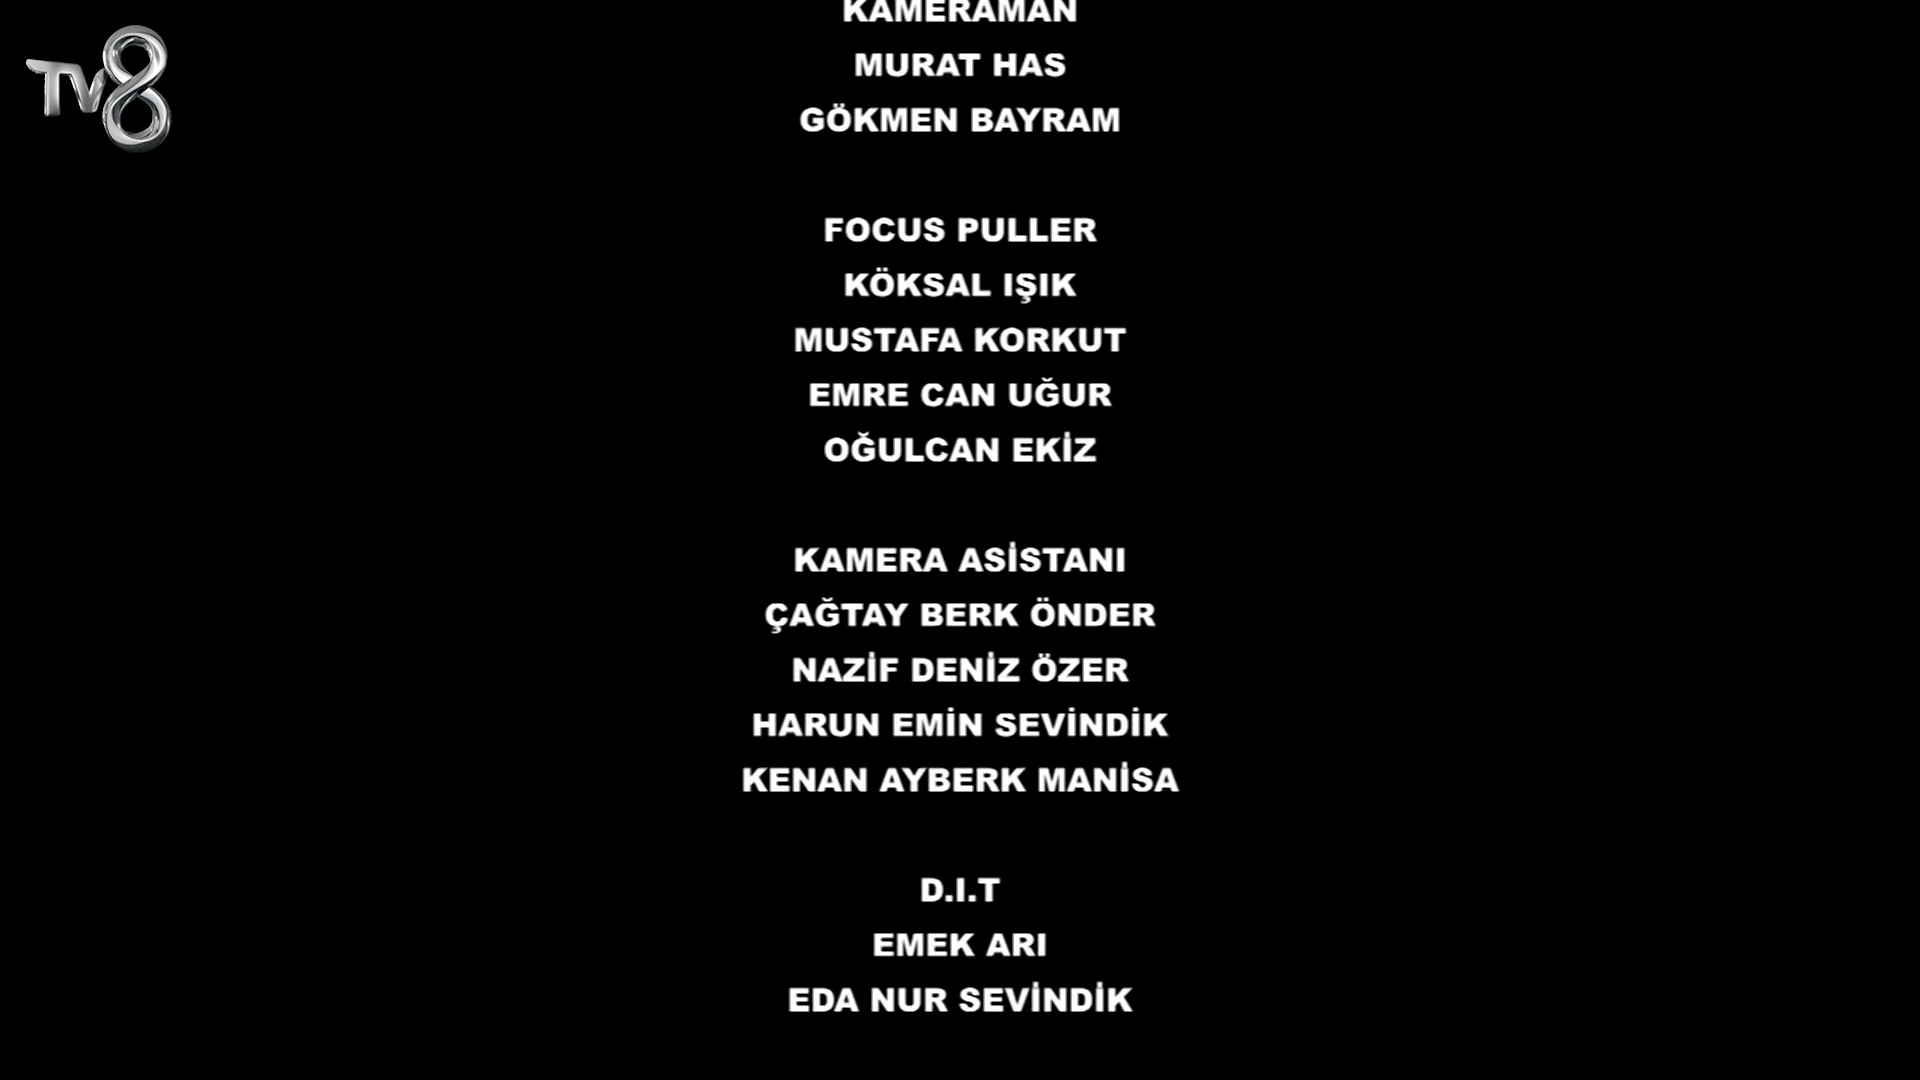 TV8
KAMERAMAN
MURAT HAS
GÖKMEN BAYRAM
FOCUS PULLER
KÖKSAL IŞIK
MUSTAFA KORKUT
EMRE CAN UĞUR
OĞULCAN EKİZ
KAMERA ASİSTANI
ÇAĞTAY BERK ÖNDER
NAZİF DENİZ ÖZER
HARUN EMİN SEVİNDİK
KENAN AYBERK MANİSA
D.I.T
EMEK ARI
EDA NUR SEVİNDİK